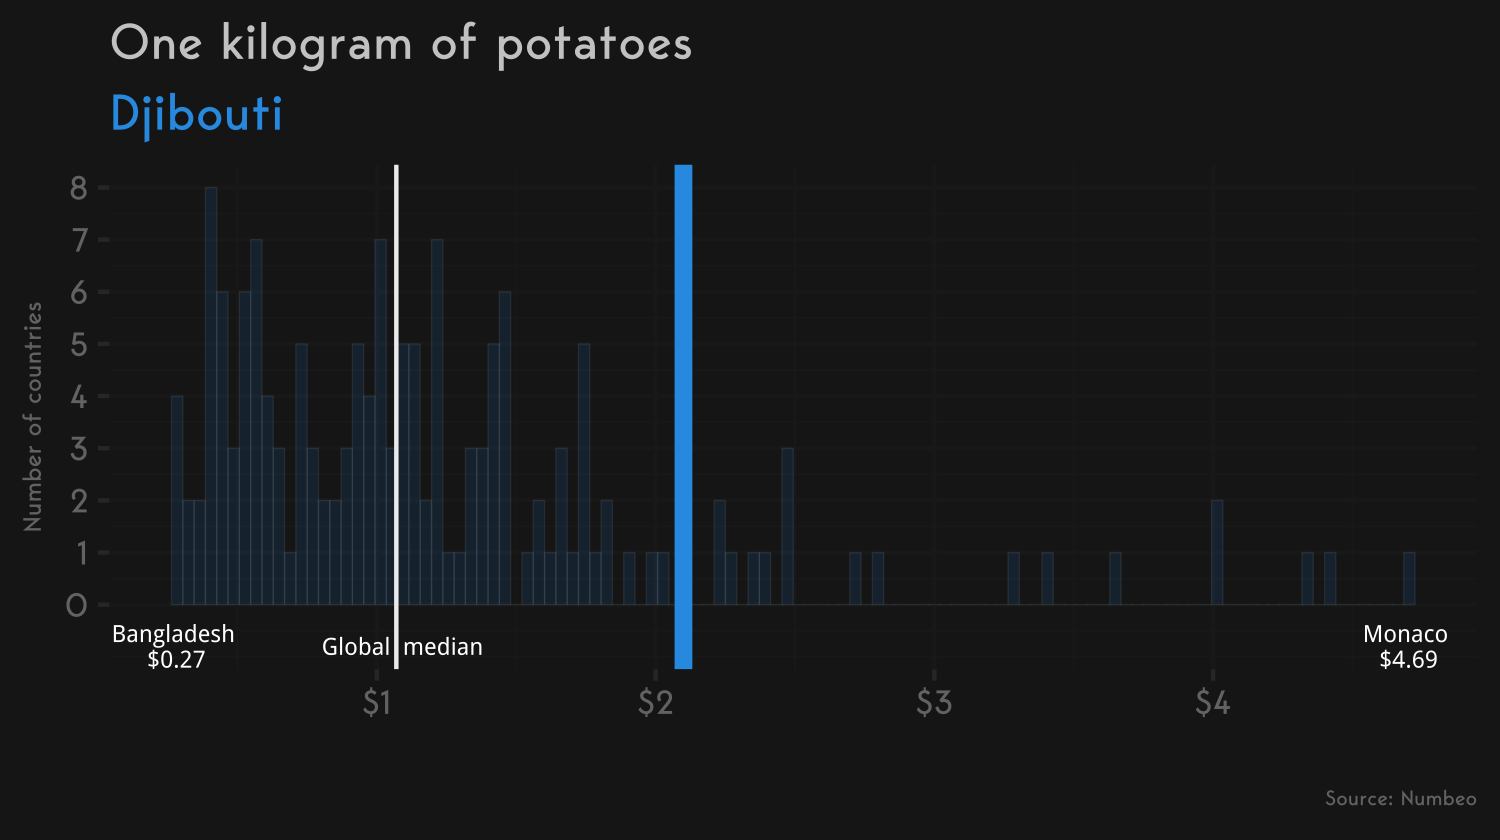 One kilogram of potatoes
Djibouti
Number of countries
8
7
6
5
4
3
2
1
0
Bangladesh
$0.27
Global median
Monaco
$4.69
$1
$2
$3
$4
Source: Numbeo